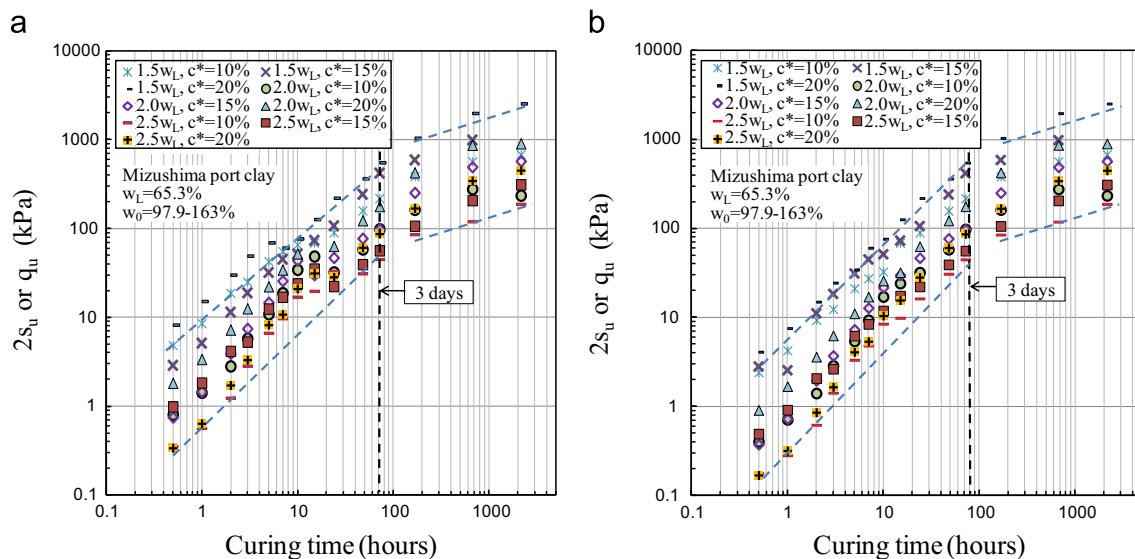 a
10000
1000
100
10
1
0.1
2su or qu (kPa)
1.5wL, c*=10%
1.5wL, c*=15%
1.5wL, c*=20%
2.0wL, c*=10%
2.0wL, c*=15%
2.0wL, c*=20%
2.5wL, c*=10%
2.5wL, c*=15%
2.5wL, c*=20%
Mizushima port clay
wL=65.3%
w0=97.9-163%
3 days
0.1 1 10 100 1000
Curing time (hours)
b
10000
1000
100
10
1
0.1
2su or qu (kPa)
1.5wL, c*=10%
1.5wL, c*=15%
1.5wL, c*=20%
2.0wL, c*=10%
2.0wL, c*=15%
2.0wL, c*=20%
2.5wL, c*=10%
2.5wL, c*=15%
2.5wL, c*=20%
Mizushima port clay
wL=65.3%
w0=97.9-163%
3 days
0.1 1 10 100 1000
Curing time (hours)